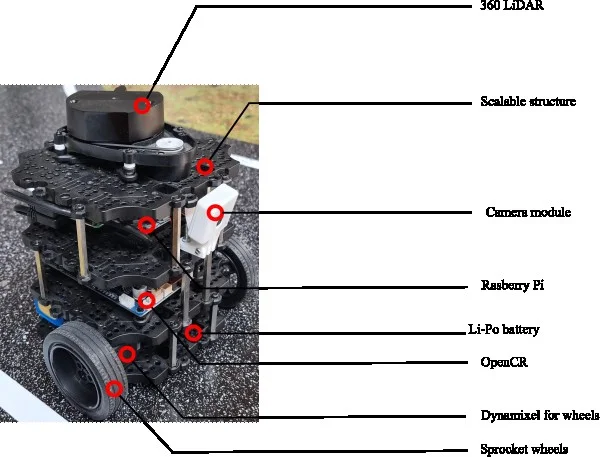 360 LiDAR
Scalable structure
Camera module
Rasberry Pi
Li-Po battery
OpenCR
Dynamixel for wheels
Sprocket wheels